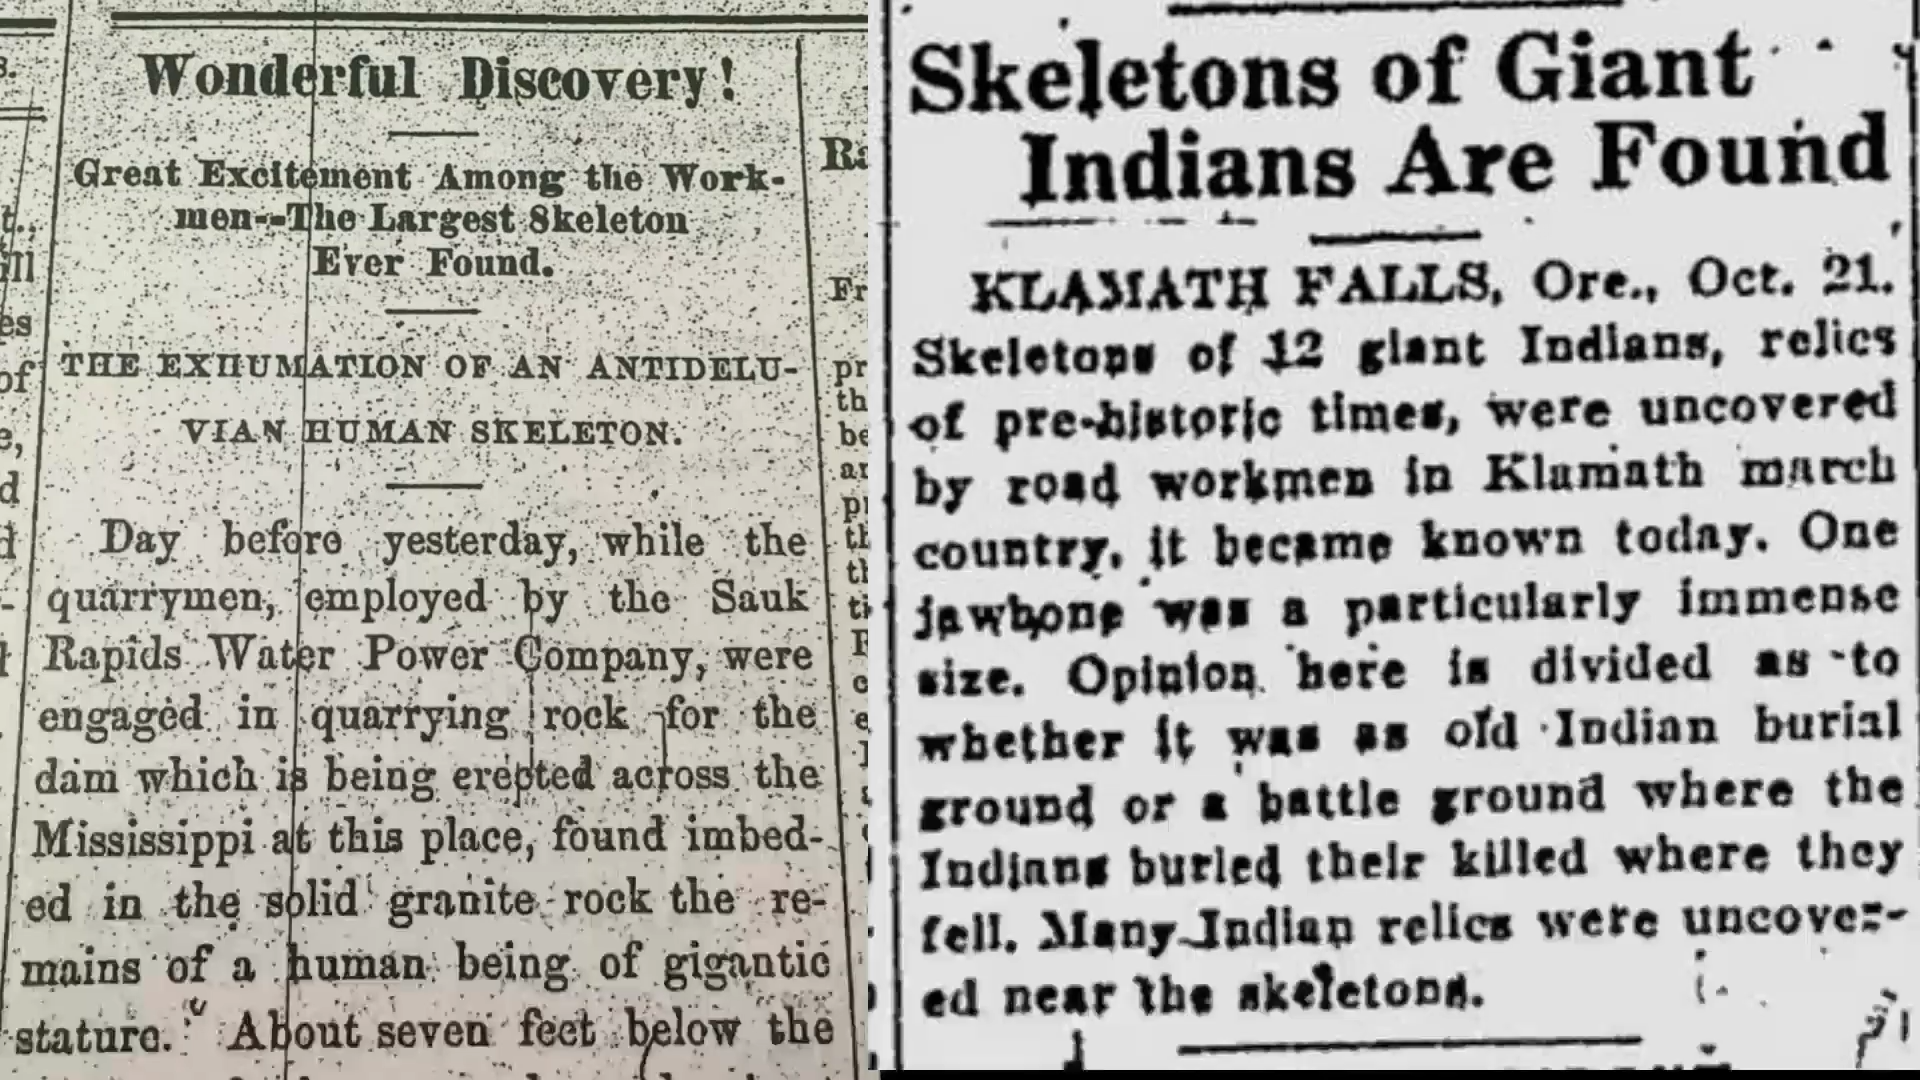 Wonderful Discovery!
Great Excitement Among the Work-
men--The Largest Skeleton
Ever Found.
THE EXHUMATION OF AN ANTIDELU-
VIAN HUMAN SKELETON.
Day before yesterday, while the
quarrymen, employed by the Sauk
Rapids Water Power Company, were
engaged in quarrying rock for the
dam which is being erected across the
Mississippi at this place, found imbed-
ed in the solid granite rock the re-
mains of a human being of gigantic
stature. About seven feet below the
Skeletons of Giant
Indians Are Found
KLAMATH FALLS, Ore., Oct. 21.
Skeletons of 12 giant Indians, relics
of pre-historic times, were uncovered
by road workmen in Klamath march
country, it became known today. One
jawbone was a particularly immense
size. Opinion here is divided as to
whether it was as old Indian burial
ground or a battle ground where the
Indians buried their killed where they
fell. Many Indian relics were uncover-
ed near the skeletons.